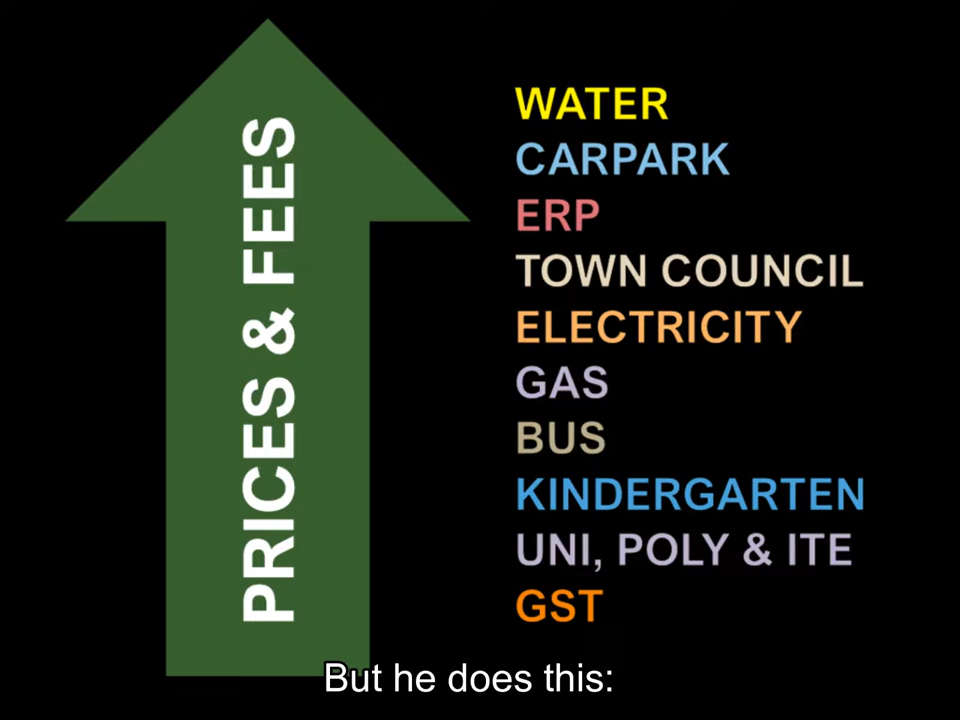 PRICES & FEES
WATER
CARPARK
ERP
TOWN COUNCIL
ELECTRICITY
GAS
BUS
KINDERGARTEN
UNI, POLY & ITE
GST
But he does this: